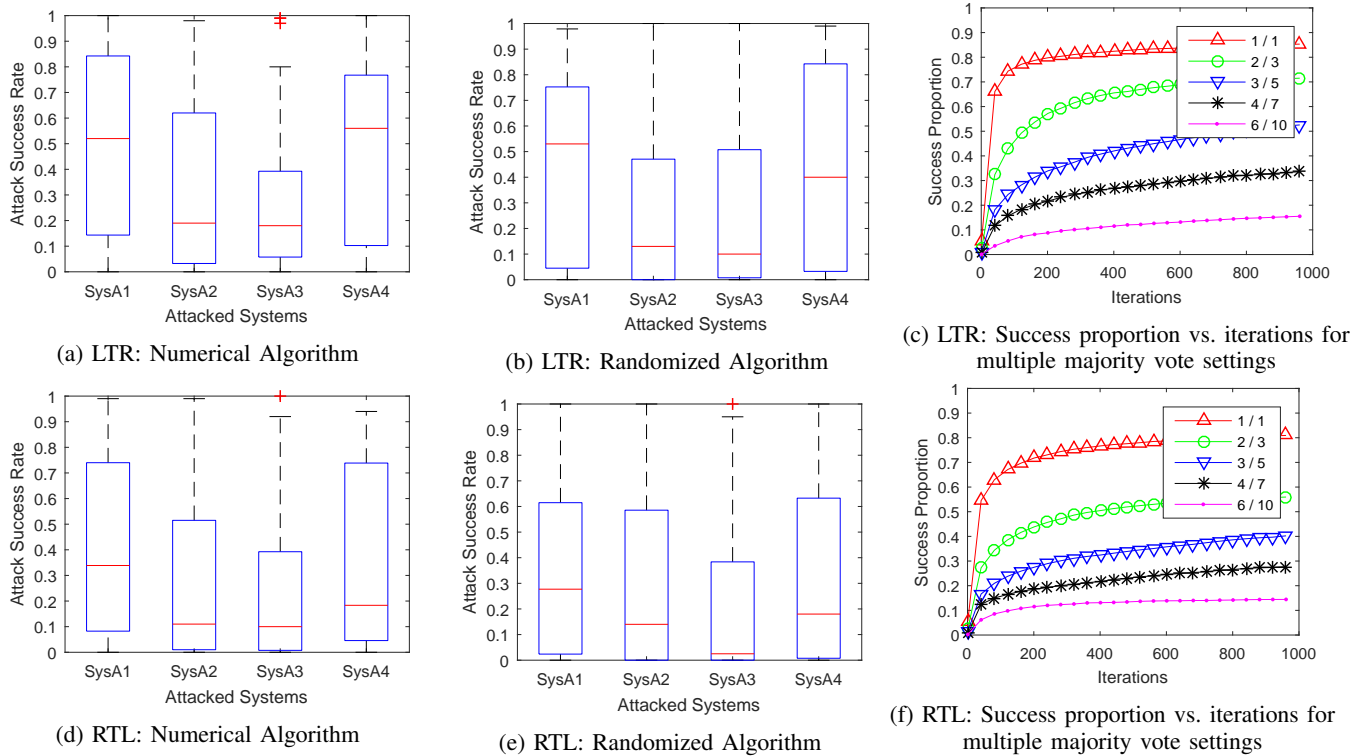 1
0.9
0.8
0.7
0.6
0.5
0.4
0.3
0.2
0.1
0
Attack Success Rate
SysA1 SysA2 SysA3 SysA4
Attacked Systems
(a) LTR: Numerical Algorithm
1
0.9
0.8
0.7
0.6
0.5
0.4
0.3
0.2
0.1
0
Attack Success Rate
SysA1 SysA2 SysA3 SysA4
Attacked Systems
(b) LTR: Randomized Algorithm
1
0.9
0.8
0.7
0.6
0.5
0.4
0.3
0.2
0.1
0
Success Proportion
1 / 1
2 / 3
3 / 5
4 / 7
6 / 10
0 200 400 600 800 1000
Iterations
(c) LTR: Success proportion vs. iterations for
multiple majority vote settings
1
0.9
0.8
0.7
0.6
0.5
0.4
0.3
0.2
0.1
0
Attack Success Rate
SysA1 SysA2 SysA3 SysA4
Attacked Systems
(d) RTL: Numerical Algorithm
1
0.9
0.8
0.7
0.6
0.5
0.4
0.3
0.2
0.1
0
Attack Success Rate
SysA1 SysA2 SysA3 SysA4
Attacked Systems
(e) RTL: Randomized Algorithm
1
0.9
0.8
0.7
0.6
0.5
0.4
0.3
0.2
0.1
0
Success Proportion
1 / 1
2 / 3
3 / 5
4 / 7
6 / 10
0 200 400 600 800 1000
Iterations
(f) RTL: Success proportion vs. iterations for
multiple majority vote settings